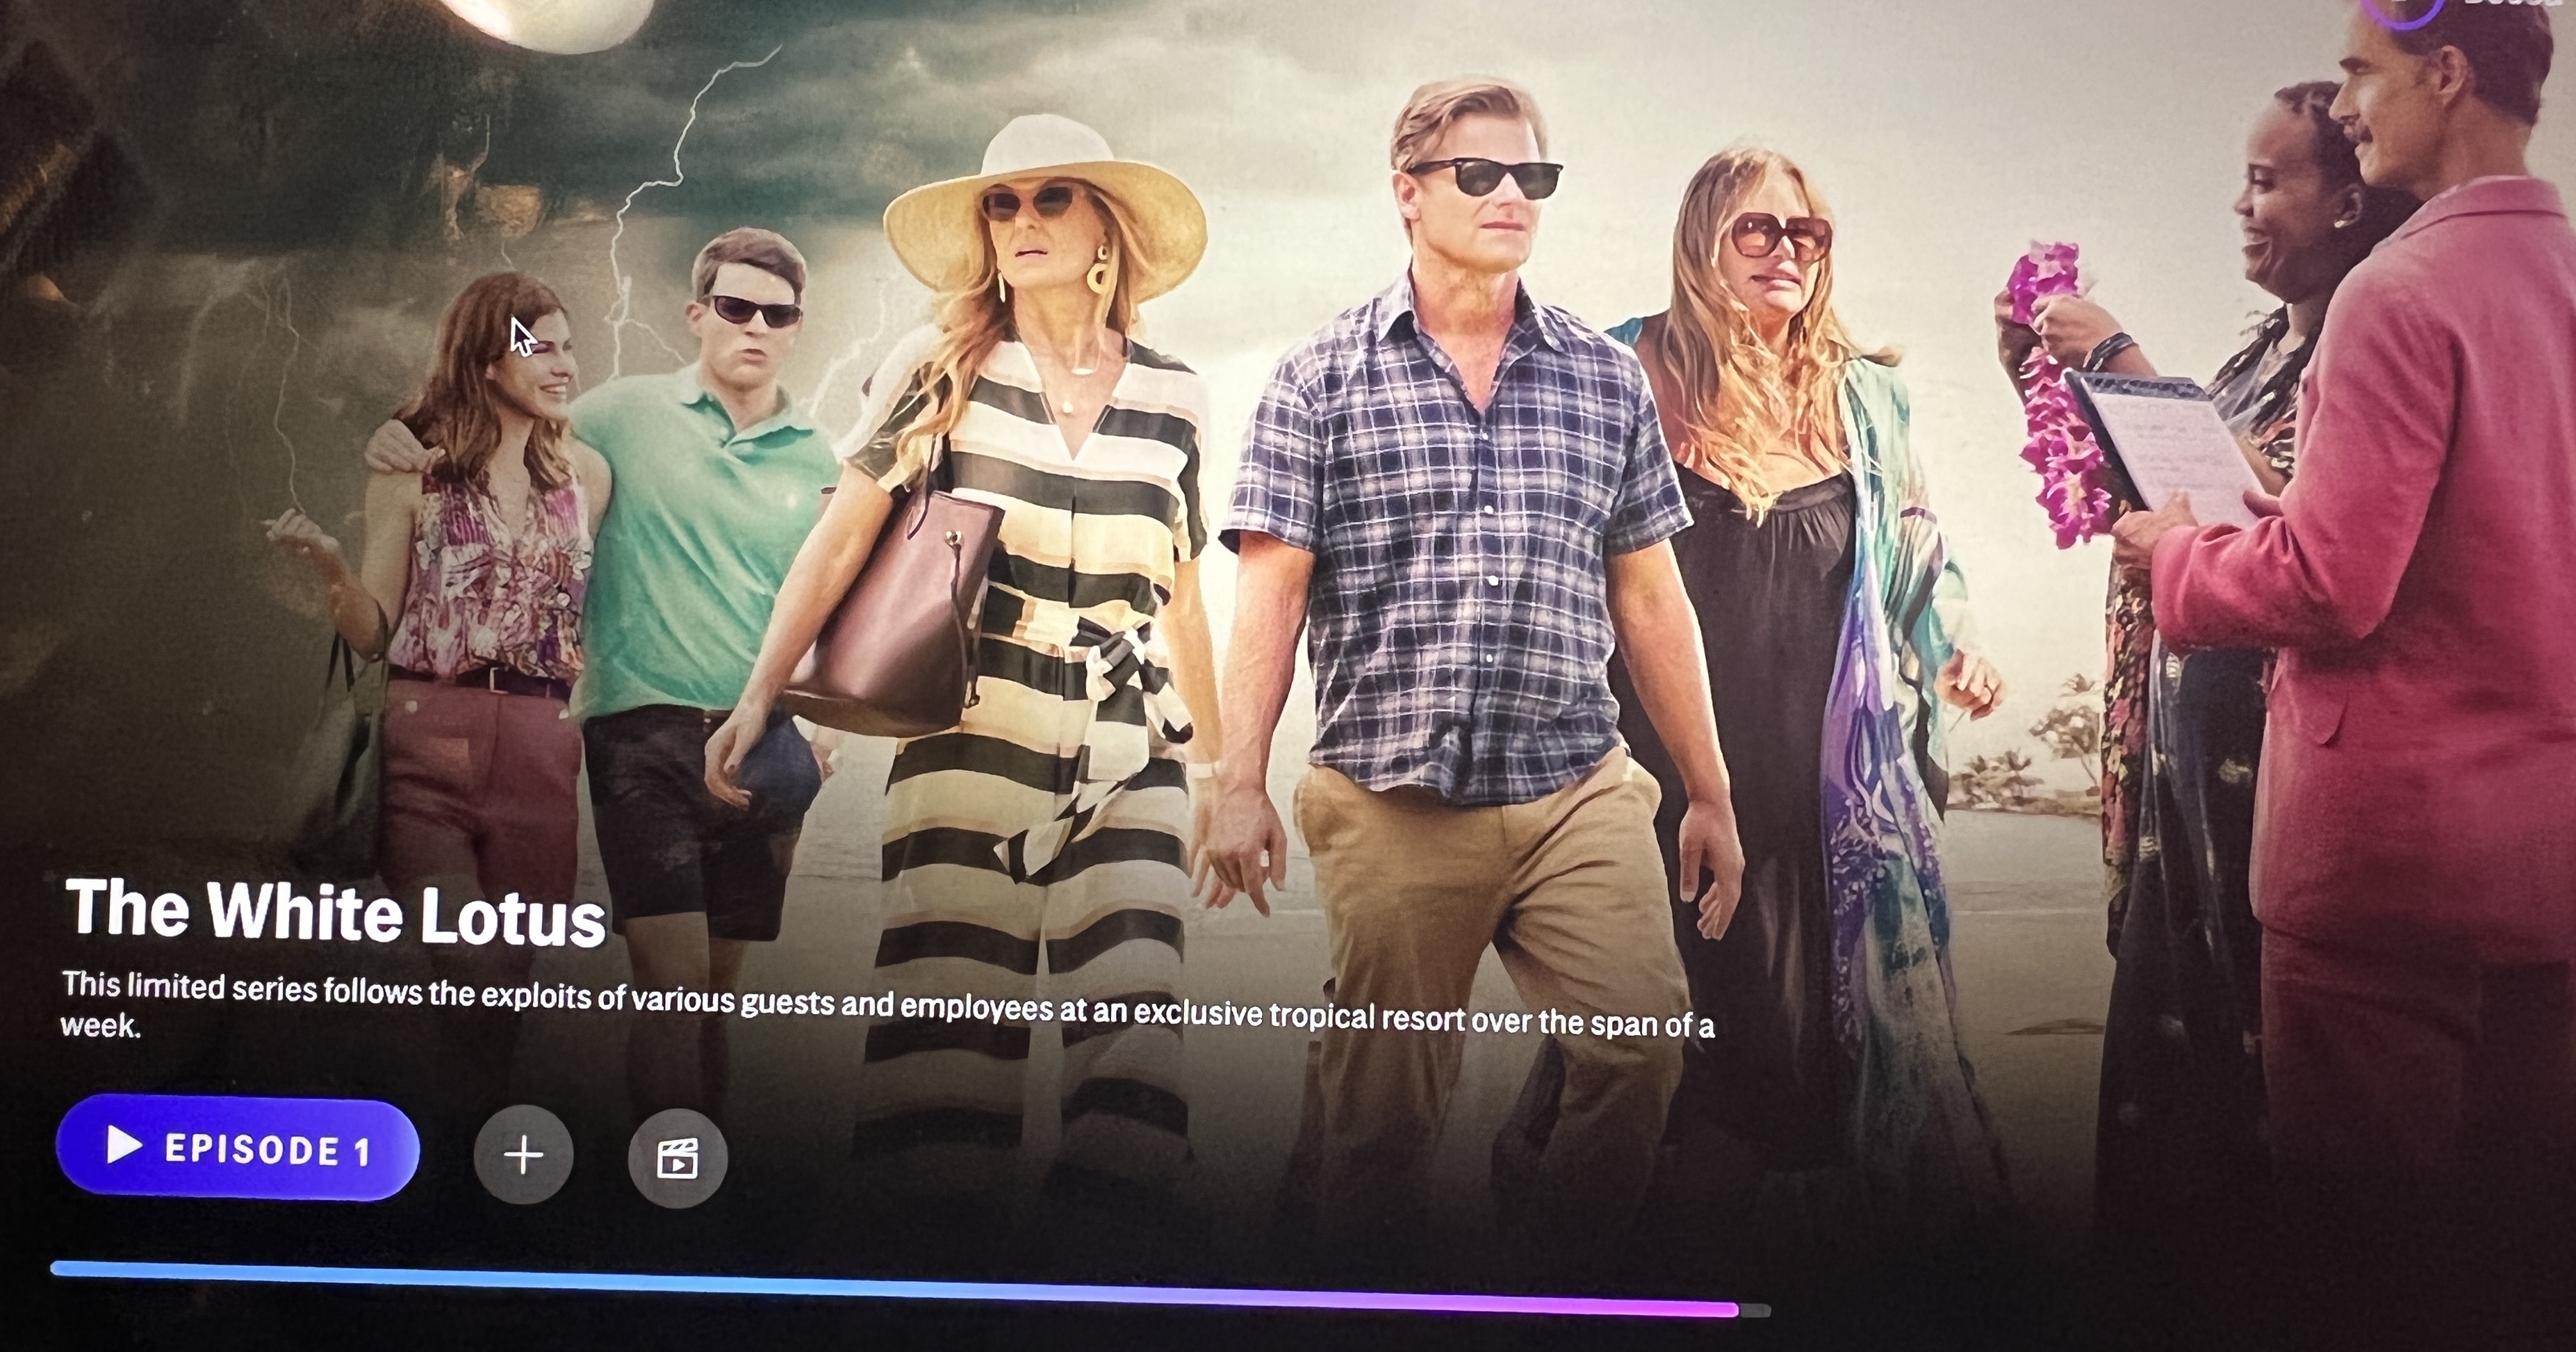 The White Lotus
This limited series follows the exploits of various guests and employees at an exclusive tropical resort over the span of a
week.
EPISODE 1